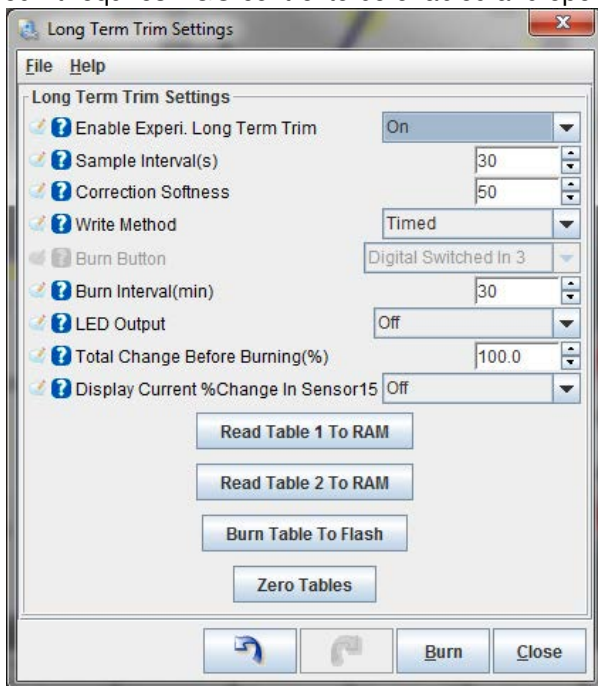 Long Term Trim Settings
File Help
Long Term Trim Settings
Enable Experi. Long Term Trim On
Sample Interval(s) 30
Correction Softness 50
Write Method Timed
Burn Button Digital Switched In 3
Burn Interval(min) 30
LED Output Off
Total Change Before Burning(%) 100.0
Display Current %Change In Sensor15 Off
Read Table 1 To RAM
Read Table 2 To RAM
Burn Table To Flash
Zero Tables
Burn Close